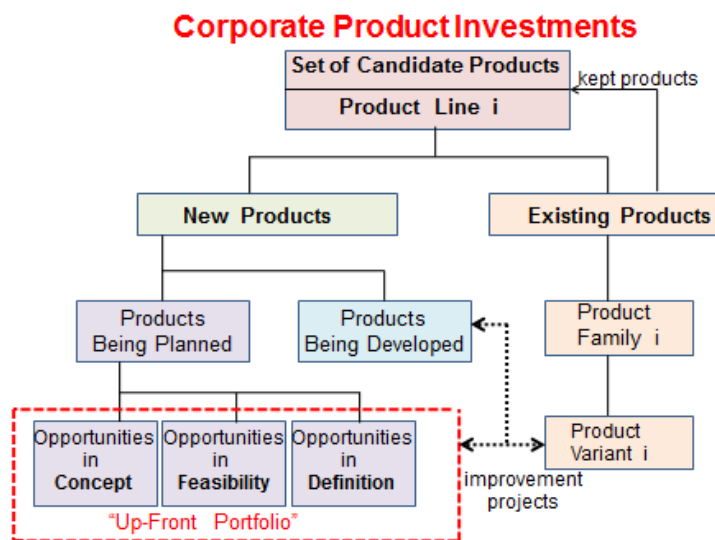 Corporate Product Investments
Set of Candidate Products
kept products
Product Line i
New Products
Existing Products
Products
Being Planned
Products
Being Developed
Product
Family i
Opportunities
in
Concept
Opportunities
in
Feasibility
Opportunities
in
Definition
Product
Variant i
improvement
projects
“Up-Front Portfolio”